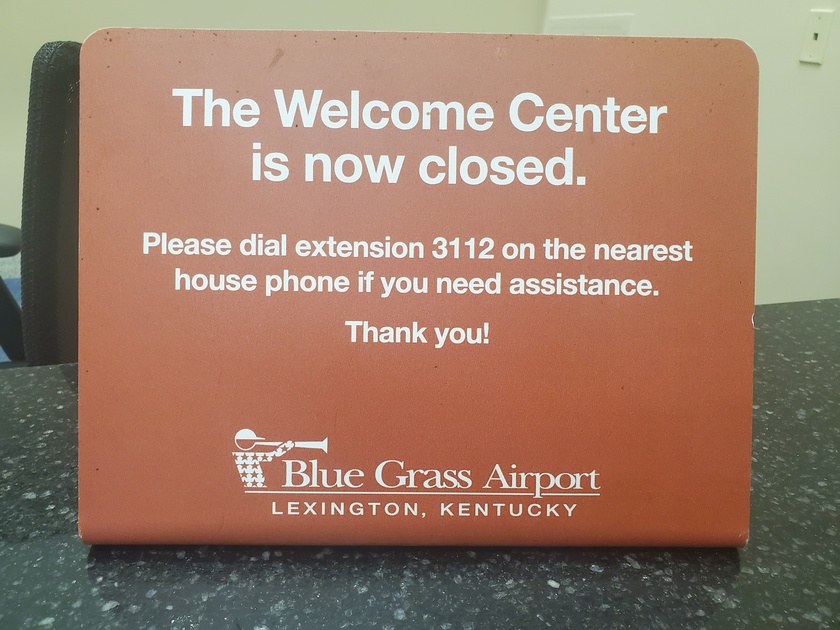 The Welcome Center
is now closed.
Please dial extension 3112 on the nearest
house phone if you need assistance.
Thank you!
Blue Grass Airport
LEXINGTON, KENTUCKY